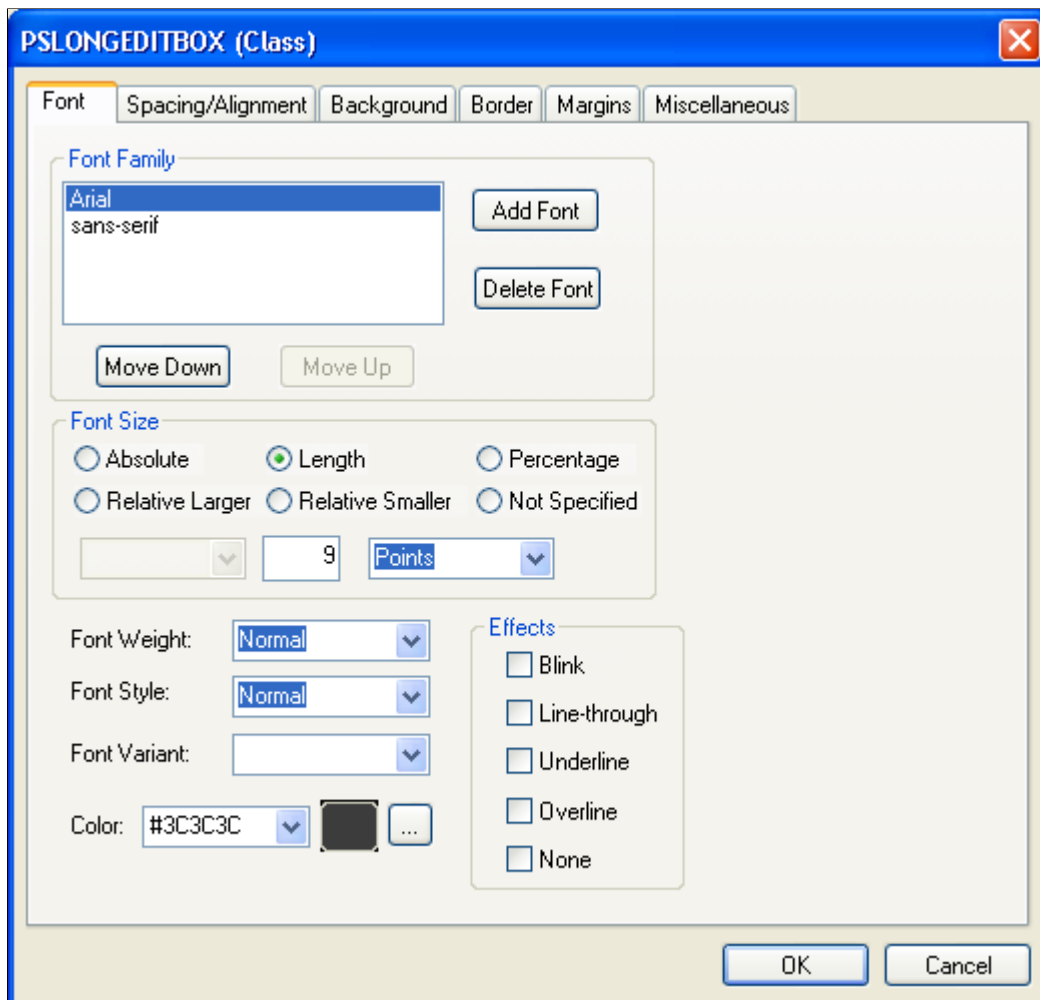 PSLONGEDITBOX (Class)
Font Spacing/Alignment Background Border Margins Miscellaneous
Font Family
Arial
sans-serif
Add Font
Delete Font
Move Down Move Up
Font Size
Absolute Length Percentage
Relative Larger Relative Smaller Not Specified
9 Points
Font Weight: Normal
Font Style: Normal
Font Variant:
Color: #3C3C3C ...
Effects
Blink
Line-through
Underline
Overline
None
OK Cancel